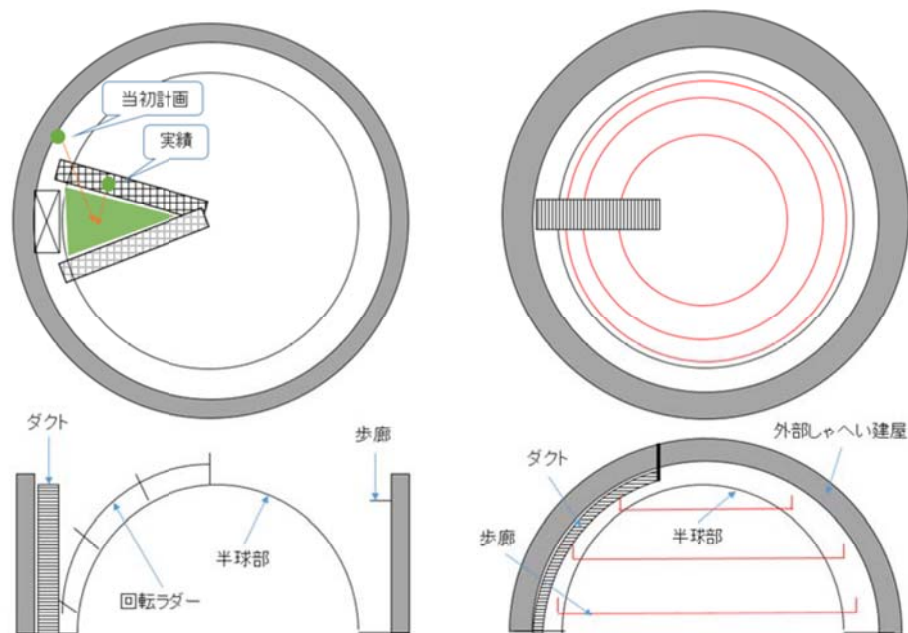 当初計画
実績
ダクト
歩廊
半球部
回転ラダー
外部しゃへい建屋
ダクト
半球部
歩廊